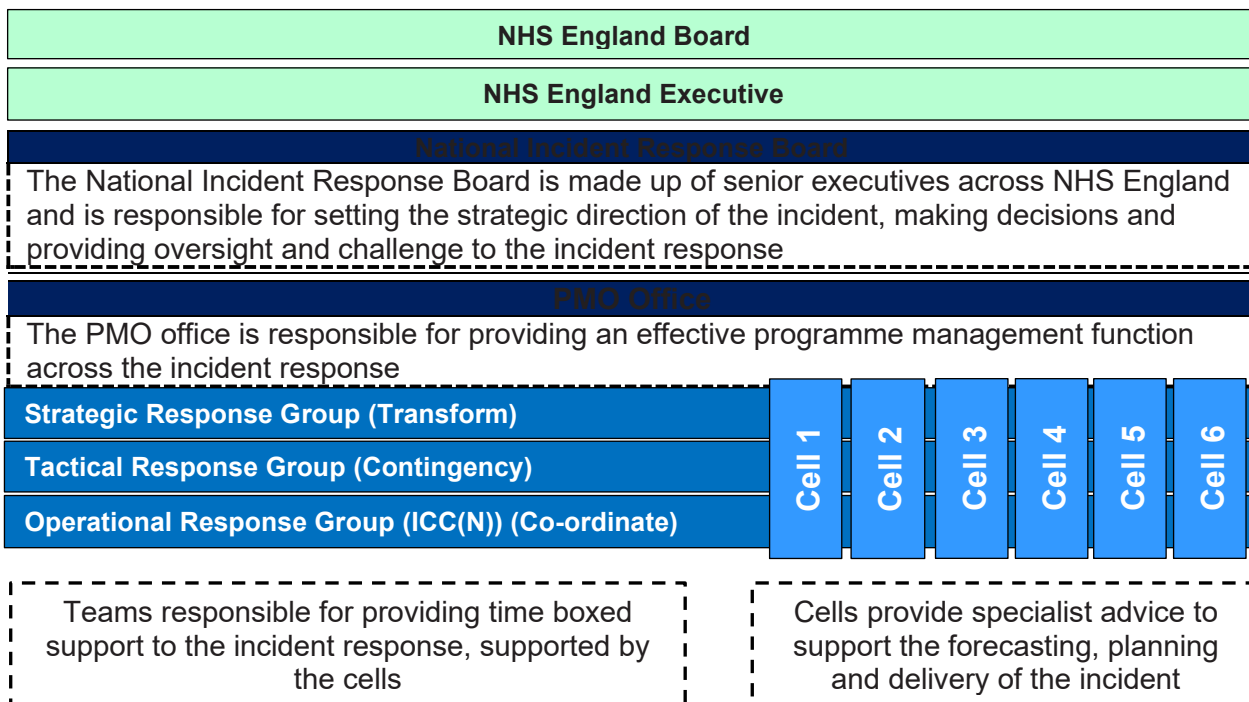 NHS England Board
NHS England Executive
National Incident Response Board
The National Incident Response Board is made up of senior executives across NHS England
and is responsible for setting the strategic direction of the incident, making decisions and
providing oversight and challenge to the incident response
PMO Office
The PMO office is responsible for providing an effective programme management function
across the incident response
Strategic Response Group (Transform)
Tactical Response Group (Contingency)
Operational Response Group (ICC(N)) (Co-ordinate)
Cell 1
Cell 2
Cell 3
Cell 4
Cell 5
Cell 6
Teams responsible for providing time boxed
support to the incident response, supported by
the cells
Cells provide specialist advice to
support the forecasting, planning
and delivery of the incident